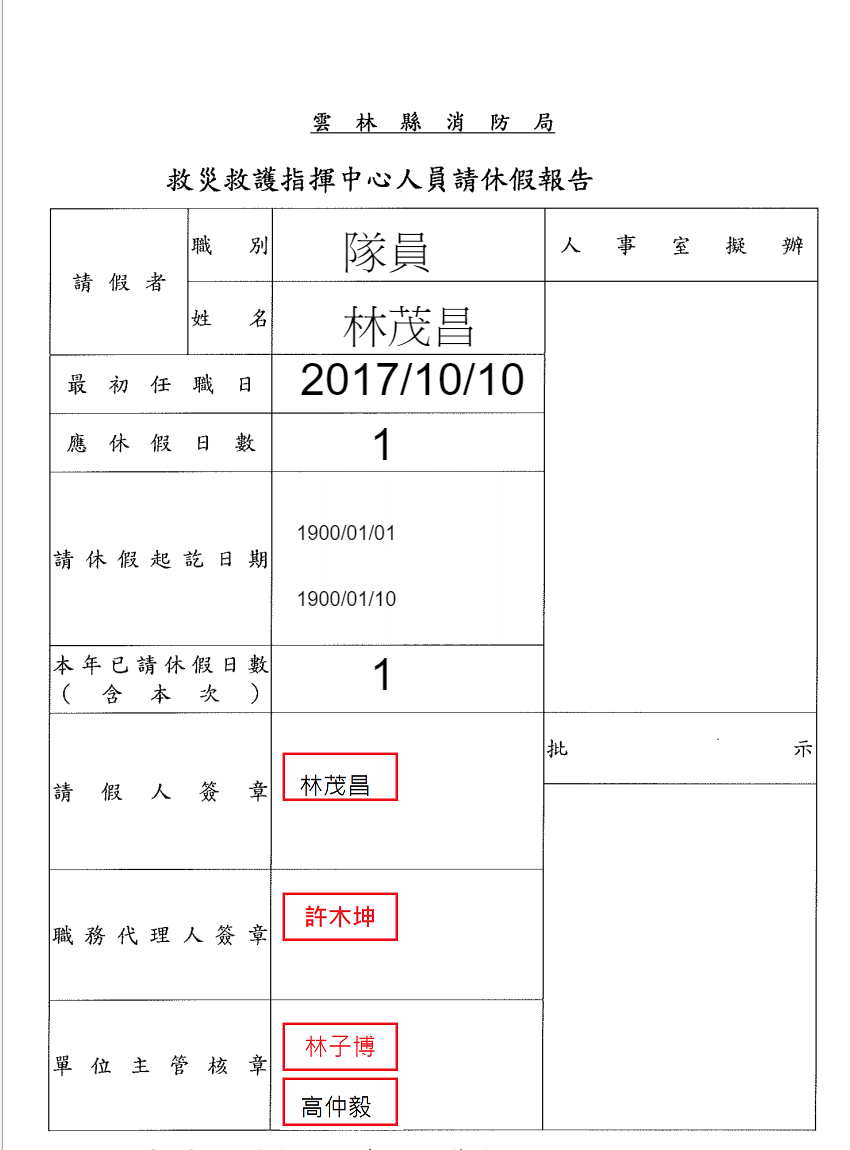 雲林縣消防局
救災救護指揮中心人員請休假報告
請假者
職別
隊員
人事室擬辦
姓名
林茂昌
最初任職日
2017/10/10
應休假日數
1
請休假起訖日期
1900/01/01
1900/01/10
本年已請休假日數
(含本次)
1
批示
請假人簽章
林茂昌
職務代理人簽章
許木坤
單位主管核章
林子博
高仲毅